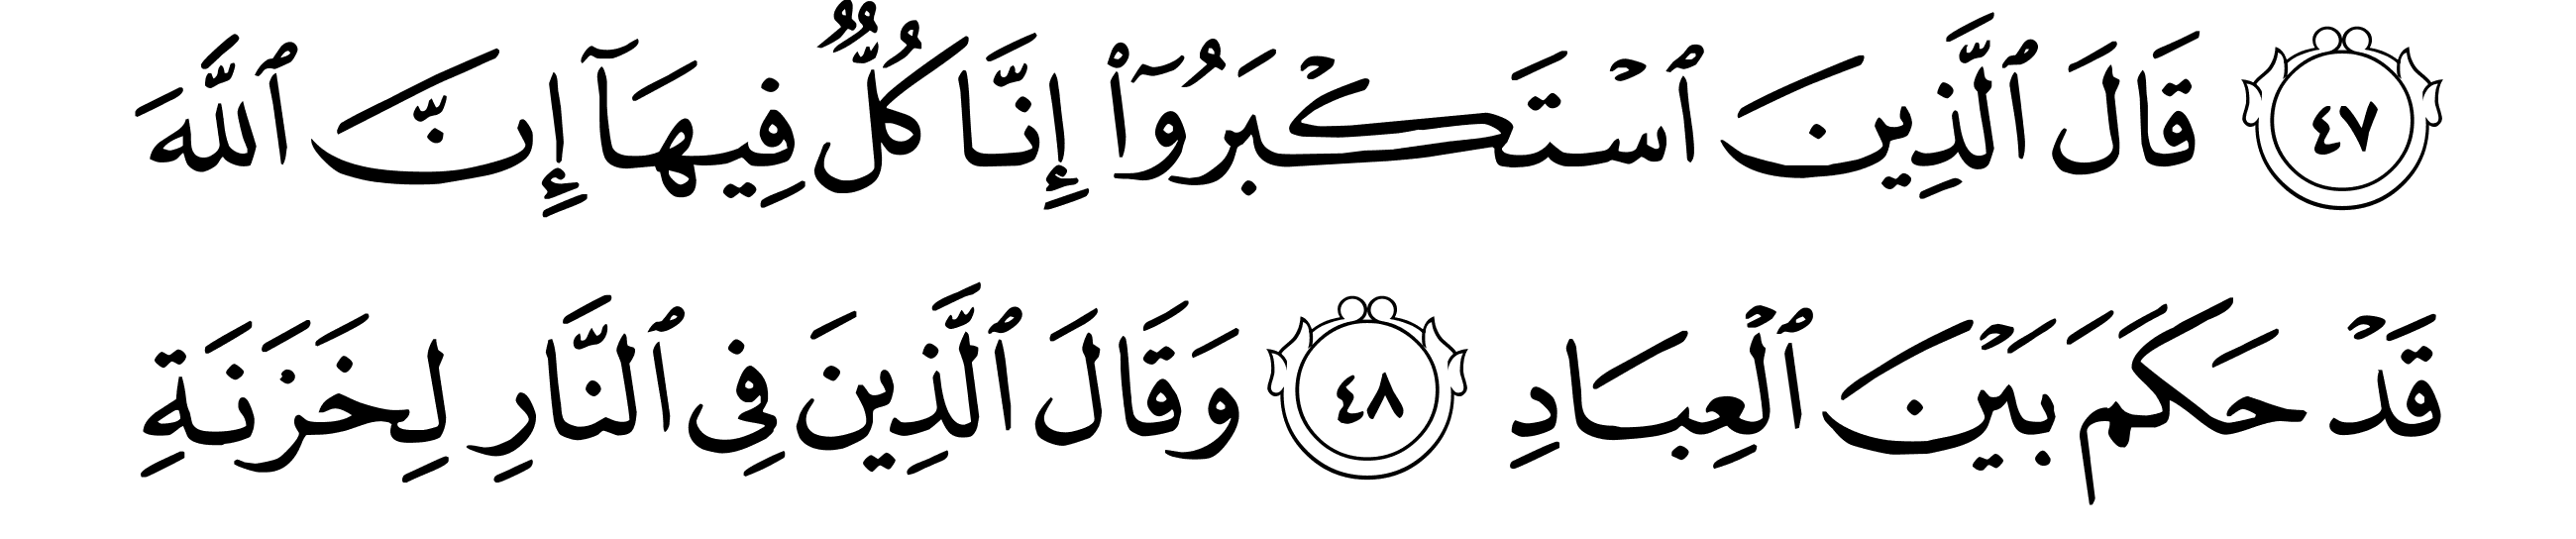 ٤٧ قَالَ ٱلَّذِينَ ٱسْتَكْبَرُوٓا۟ إِنَّا كُلٌّ فِيهَآ إِنَّ ٱللَّهَ
قَدْ حَكَمَ بَيْنَ ٱلْعِبَادِ ٤٨ وَقَالَ ٱلَّذِينَ فِى ٱلنَّارِ لِخَزَنَةِ